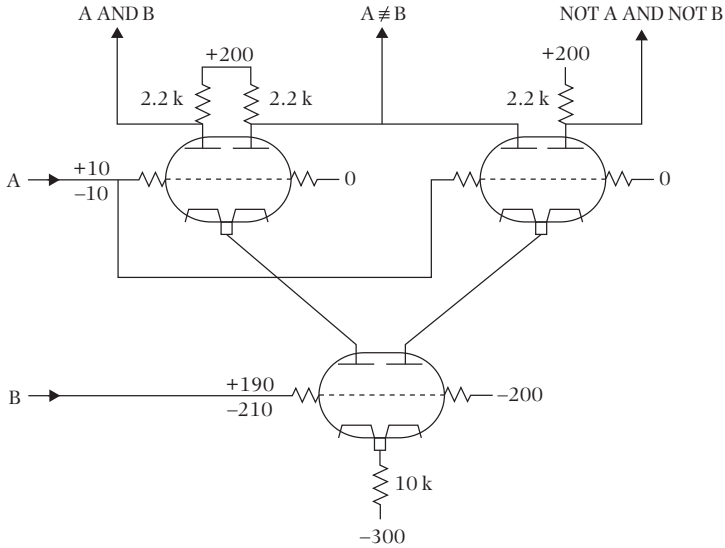 A AND B
A ≢ B
NOT A AND NOT B
+200
+200
2.2 k
2.2 k
2.2 k
A
+10
–10
0
0
B
+190
–210
–200
10 k
–300